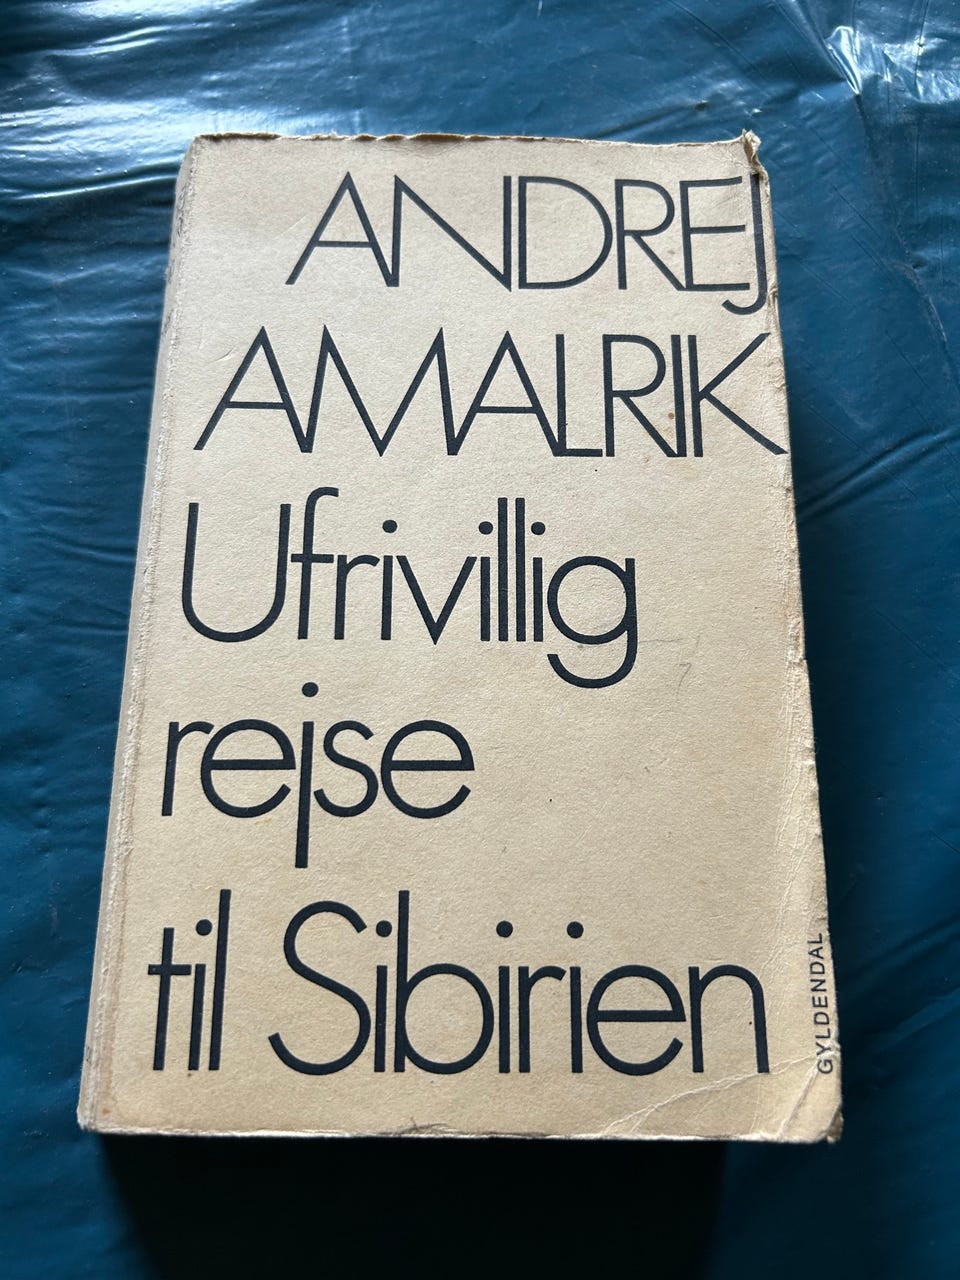 ANDREJ
AMALRIK
Ufrivillig
rejse
til Sibirien
GYLDENDAL